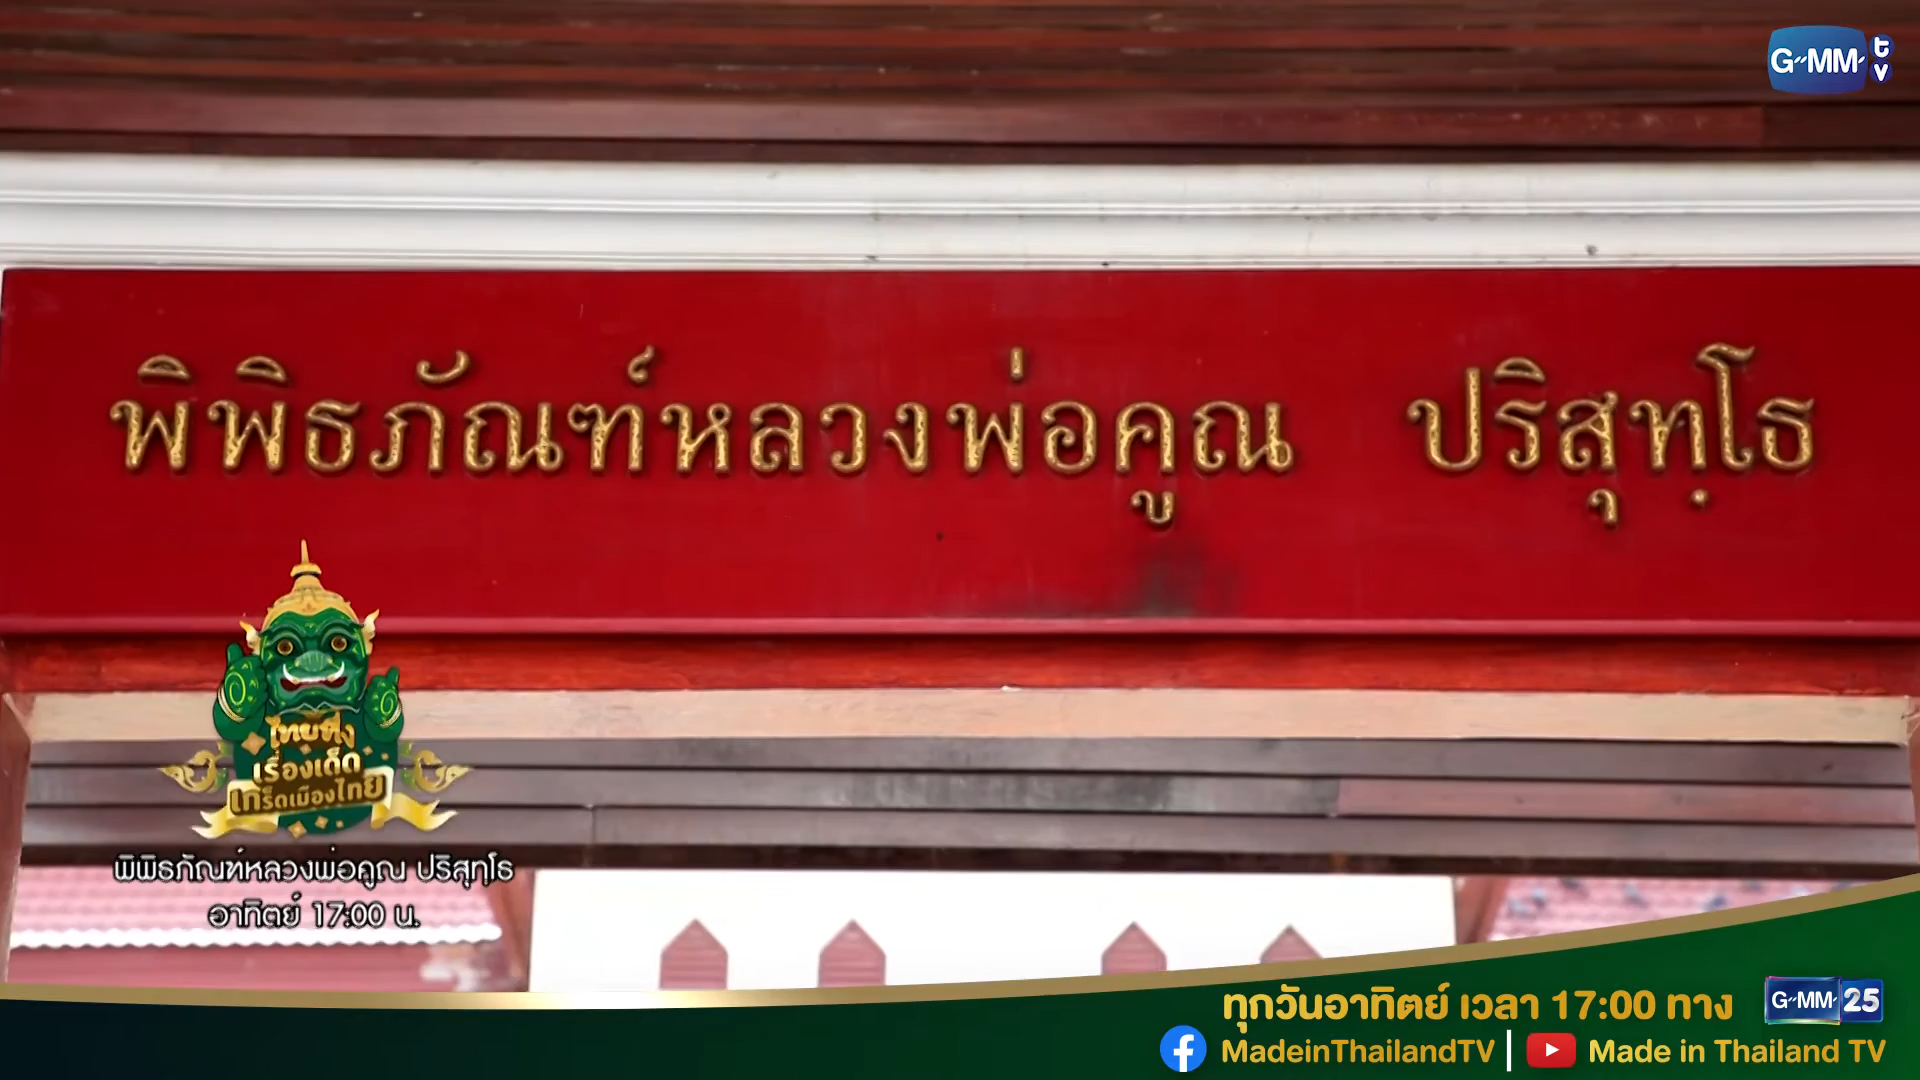 G-MM- tv
พิพิธภัณฑ์หลวงพ่อคูณ ปริสุทฺโธ
ไทยทึ่ง
เรื่องเด็ด
เกร็ดเมืองไทย
พิพิธภัณฑ์หลวงพ่อคูณ ปริสุทฺโธ
อาทิตย์ 17:00 น.
ทุกวันอาทิตย์ เวลา 17:00 ทาง G-MM- 25
MadeinThailandTV | Made in Thailand TV